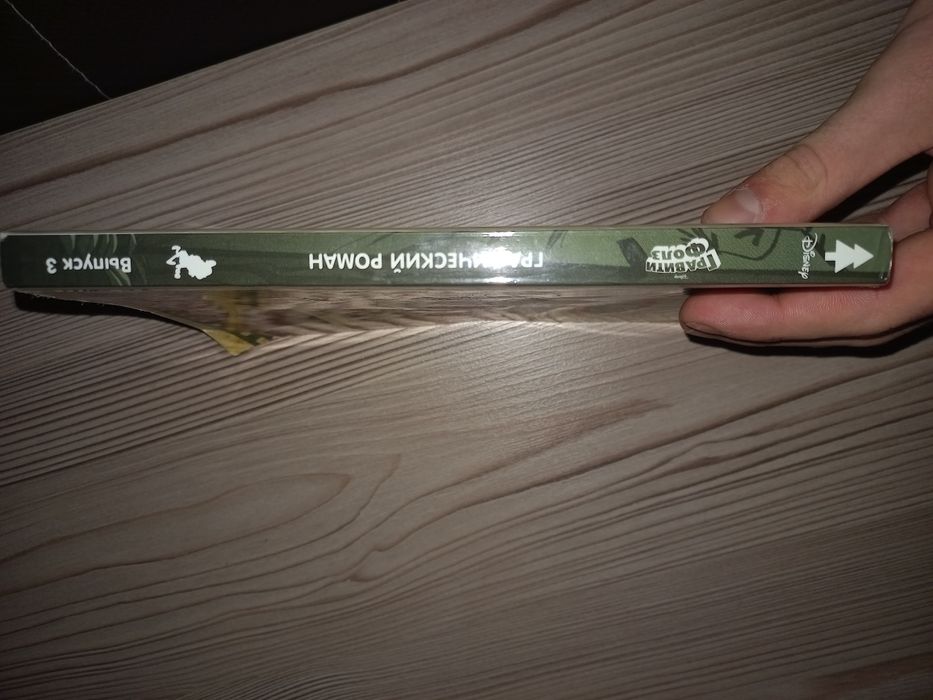 Disney
ГРАВИТИ
ФОЛЗ
ГРАФИЧЕСКИЙ РОМАН
Выпуск 3